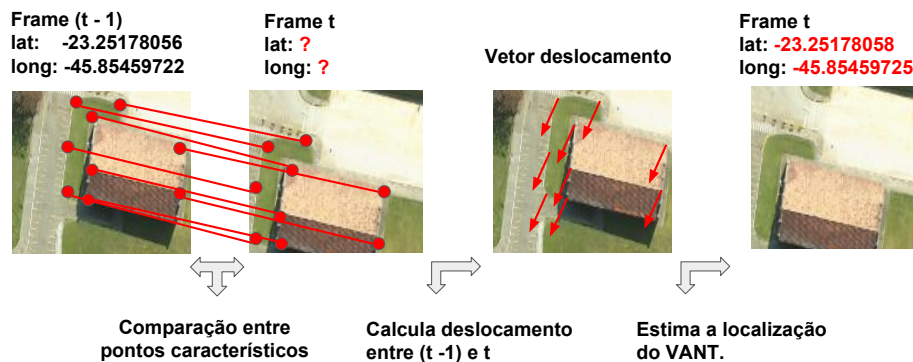 Frame (t - 1)
lat: -23.25178056
long: -45.85459722
Frame t
lat: ?
long: ?
Vetor deslocamento
Frame t
lat: -23.25178058
long: -45.85459725
Comparação entre
pontos característicos
Calcula deslocamento
entre (t -1) e t
Estima a localização
do VANT.